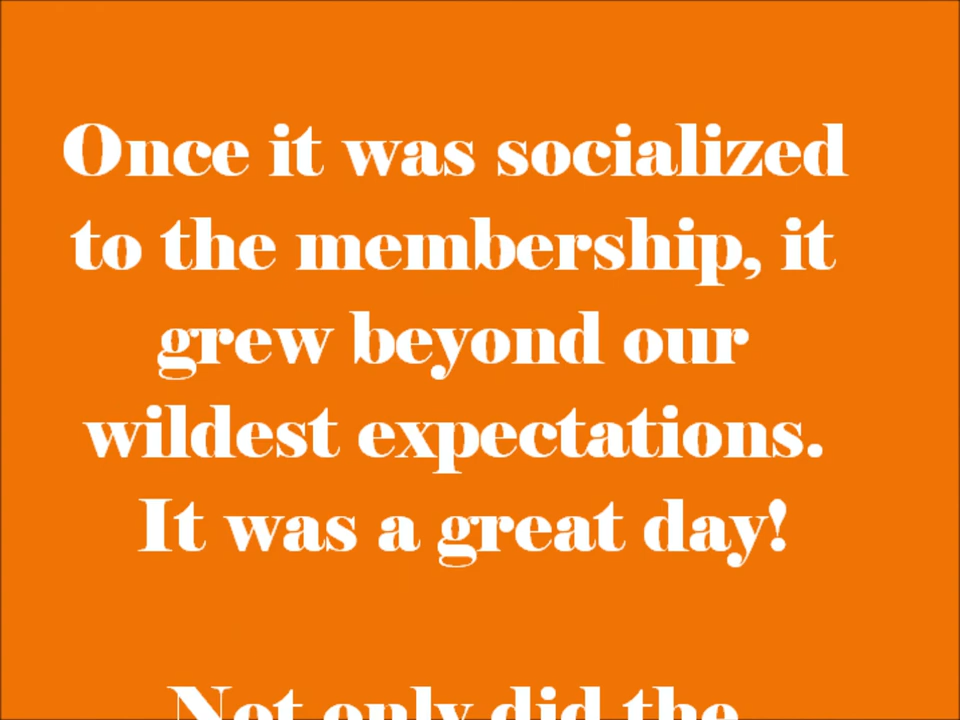 Once it was socialized
to the membership, it
grew beyond our
wildest expectations.
It was a great day!
Not only did the